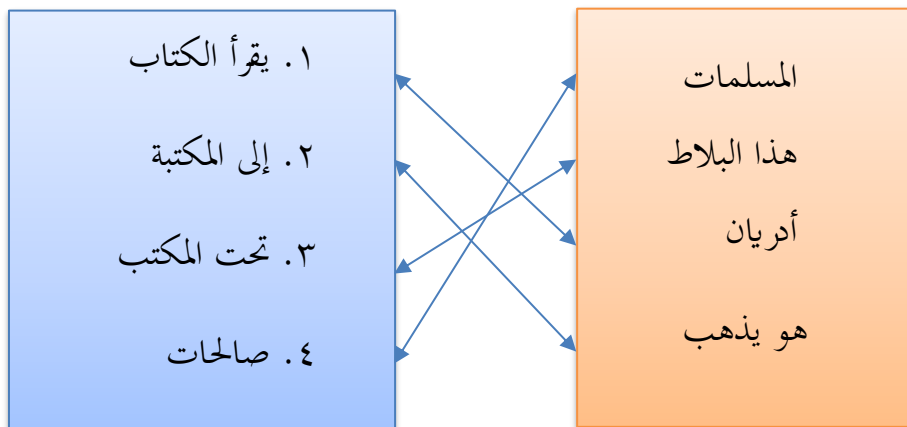 المسلمات
هذا البلاط
أدريان
هو يذهب
١. يقرأ الكتاب
٢. إلى المكتبة
٣. تحت المكتب
٤. صالحات